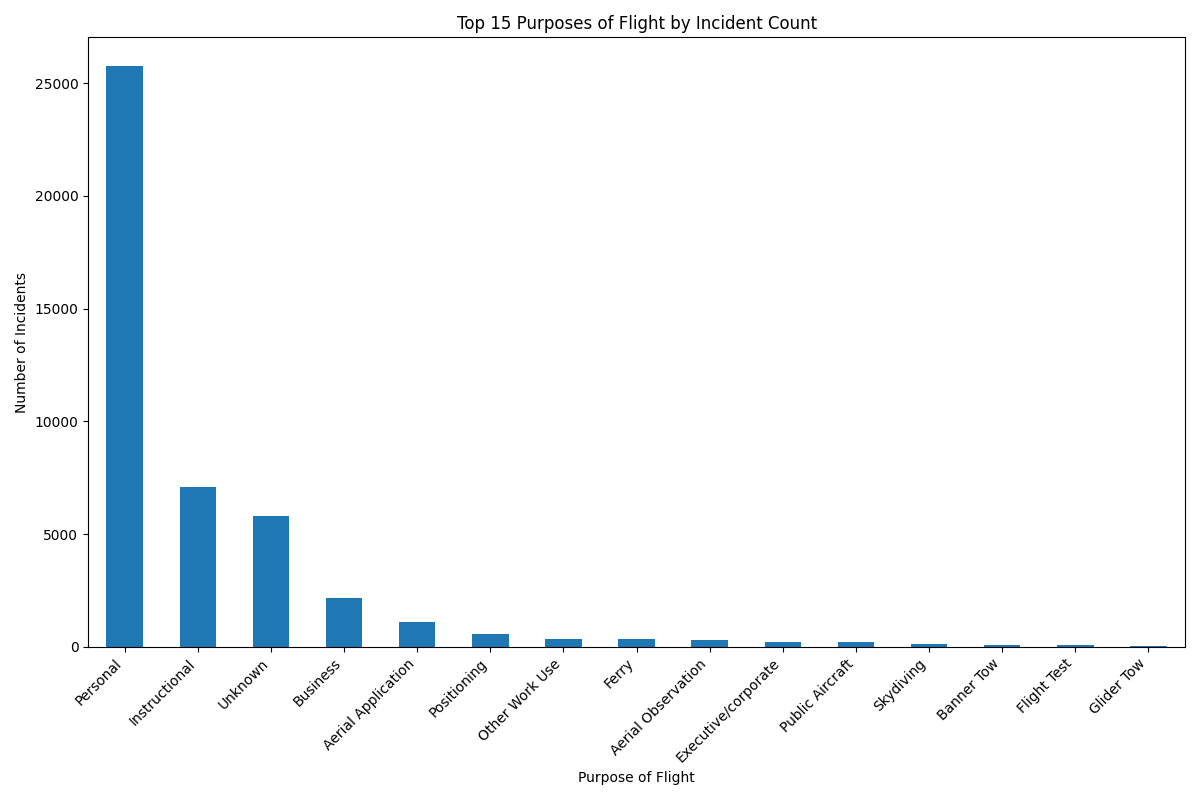 Top 15 Purposes of Flight by Incident Count
Number of Incidents
25000
20000
15000
10000
5000
0
Personal
Instructional
Unknown
Business
Aerial Application
Positioning
Other Work Use
Ferry
Aerial Observation
Executive/corporate
Public Aircraft
Skydiving
Banner Tow
Flight Test
Glider Tow
Purpose of Flight